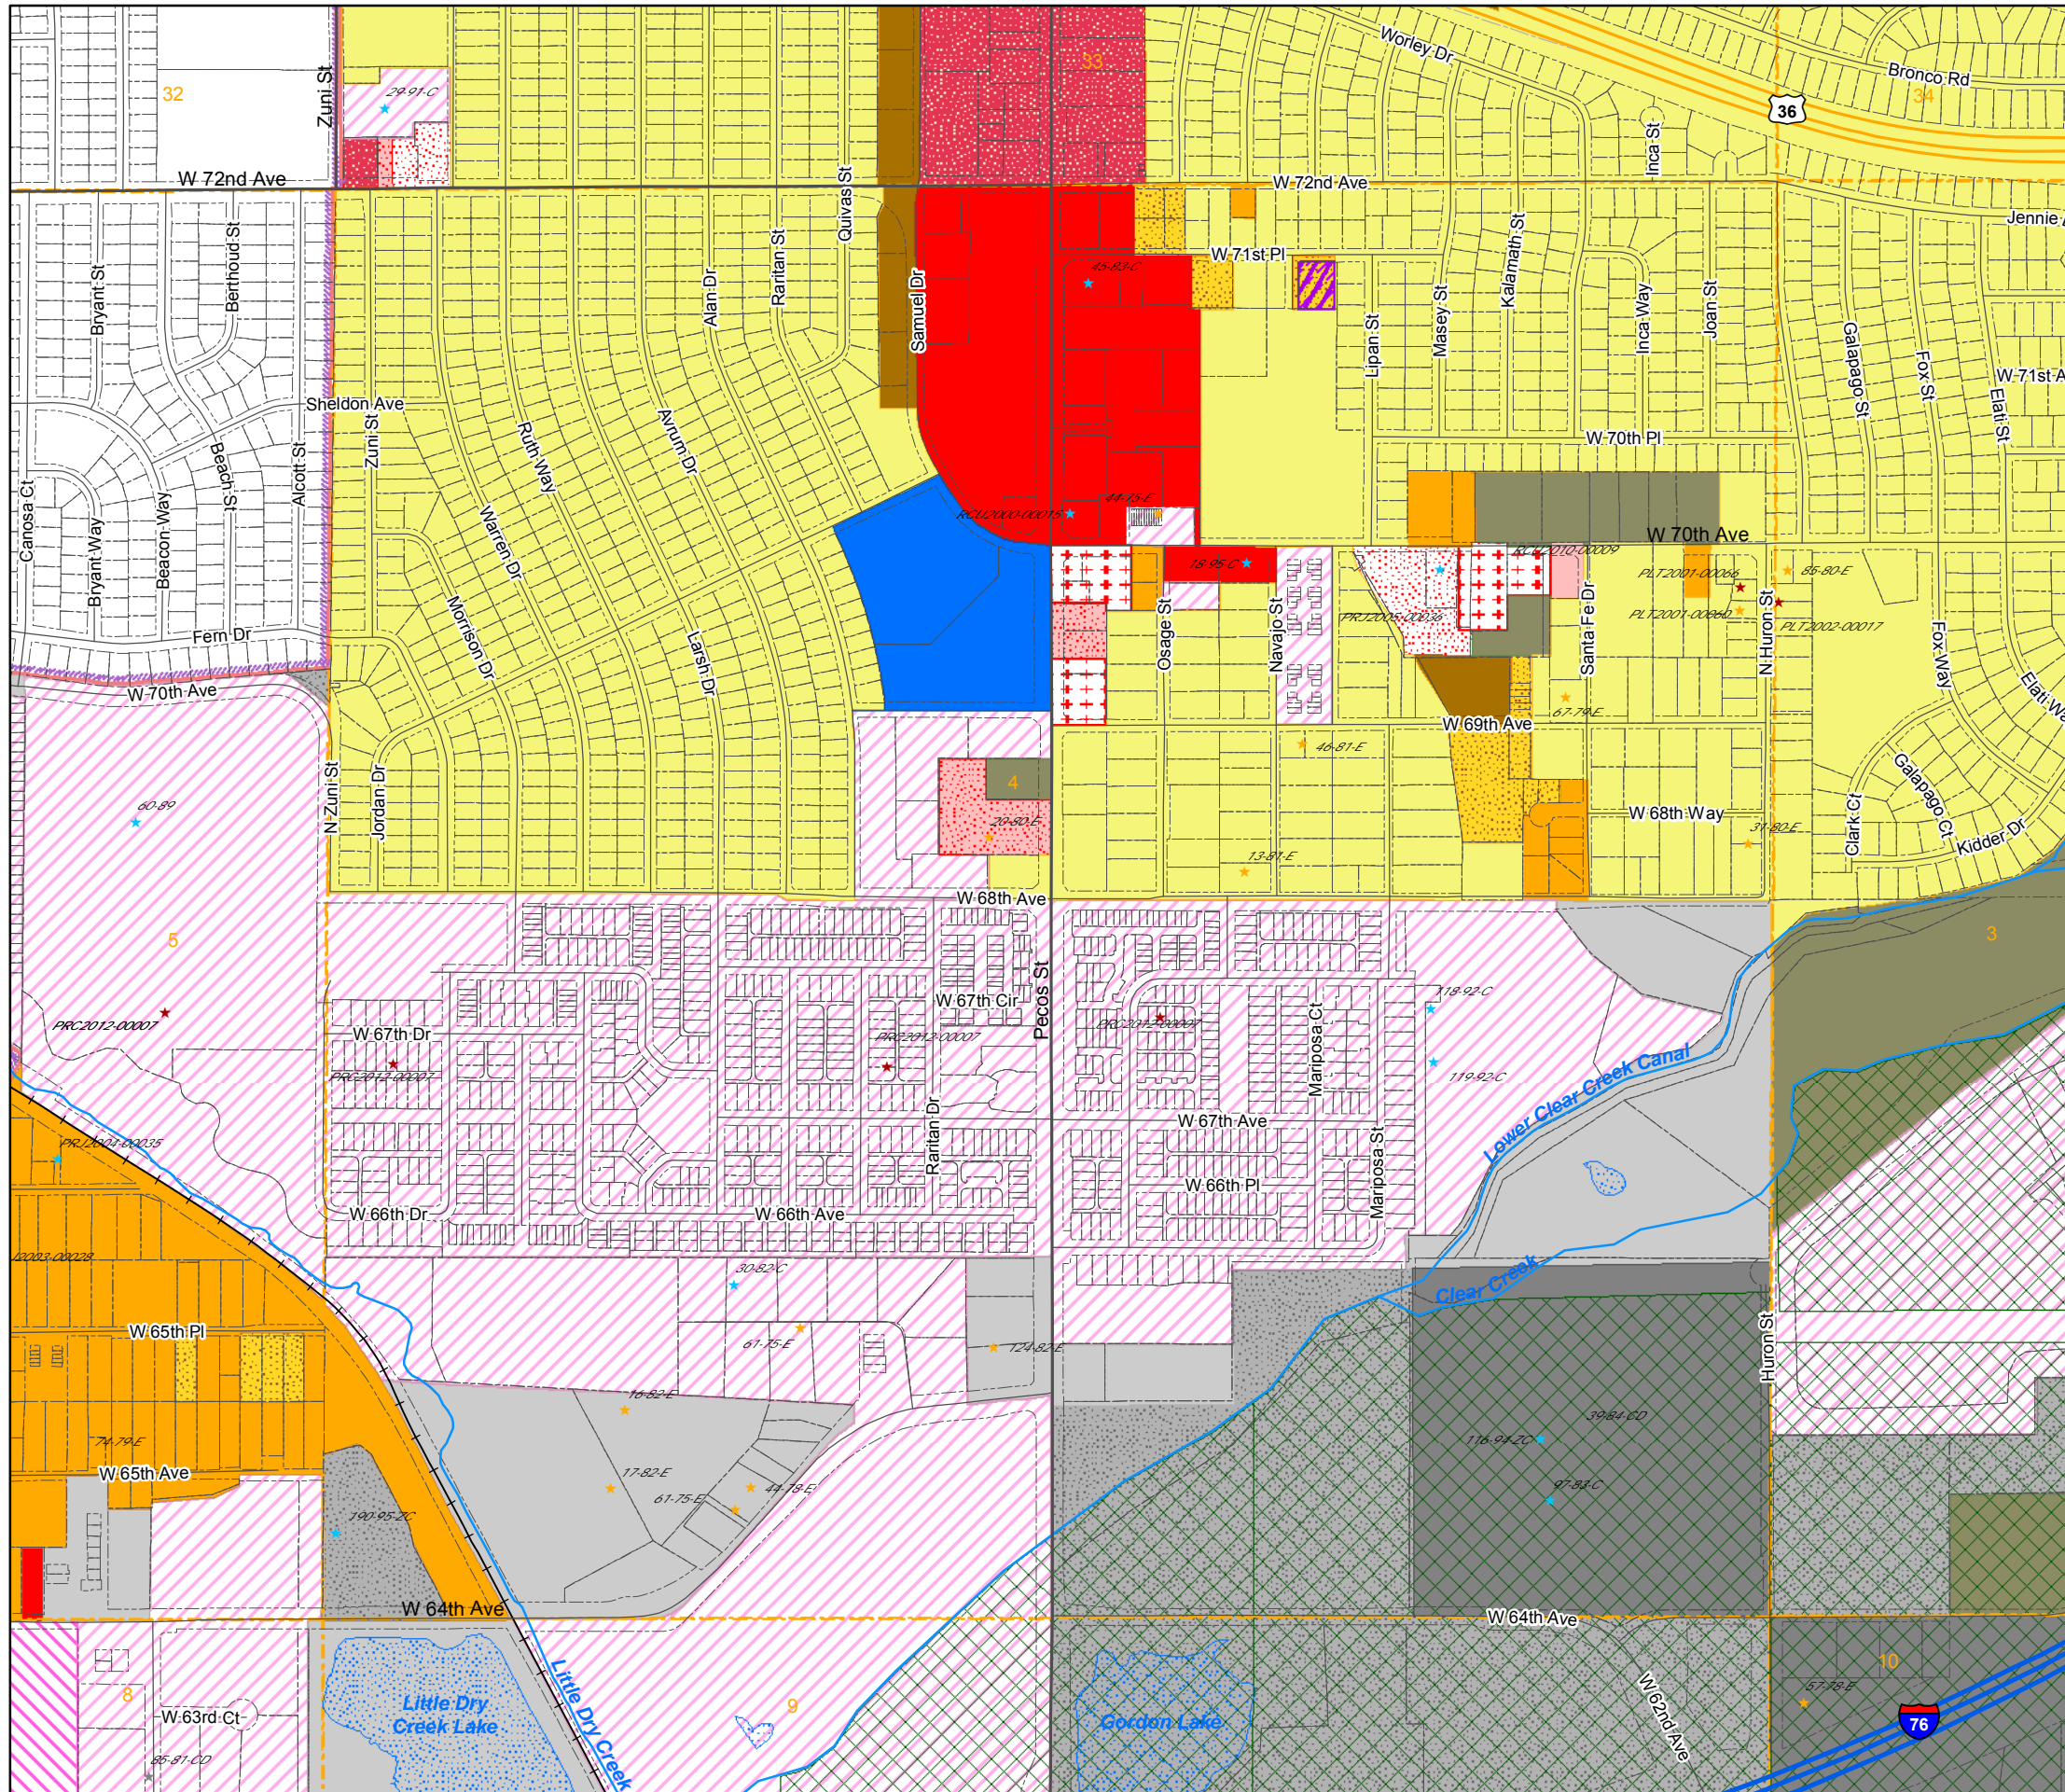 Worley Dr
Bronco Rd
33
34
32
Zuni St
29-91-C
36
Inca St
W 72nd Ave
W 72nd Ave
Quivas St
Jennie
Berthoud St
Bryant St
Raritan St
Alan Dr
Samuel Dr
W 71st Pl
45-83-C
Kalamath St
Masey St
Inca Way
Joan St
Lipan St
Galapago St
Fox St
Elati St
W 71st A
Sheldon Ave
Zuni St
Ruth Way
Avrum Dr
W 70th Pl
Beach St
Alcott St
Canosa Ct
Bryant Way
Beacon Way
Warren Dr
44-75-E
RCU2000-00015
W 70th Ave
RCU2010-00009
18-95-C
PLT2001-00066
85-80-E
PLT2001-00060
PRJ2005-00036
PLT2002-00017
Osage St
Navajo St
Santa Fe Dr
N Huron St
Fox Way
Fern Dr
Morrison Dr
Larsh Dr
W 70th Ave
67-79-E
Elati Wa
W 69th Ave
46-81-E
N Zuni St
Jordan Dr
4
20-80-E
60-89
W 68th Way
31-80-E
Galapago Ct
Clark Ct
Kidder Dr
13-81-E
W 68th Ave
5
3
Pecos St
W 67th Cir
118-92-C
PRC2012-00007
W 67th Dr
PRC2012-00007
PRC2012-00007
PRC2012-00007
Mariposa Ct
119-92-C
Lower Clear Creek Canal
Raritan Dr
W 67th Ave
PRJ2004-00035
Mariposa St
W 66th Pl
W 66th Dr
W 66th Ave
J2003-00028
30-82-C
Clear Creek
W 65th Pl
61-75-E
124-82-E
Huron St
16-82-E
39-84-CD
116-94-ZC
74-79-E
W 65th Ave
17-82-E
61-75-E
44-78-E
97-83-C
190-95-ZC
W 64th Ave
W 64th Ave
10
8
9
57-78-E
Little Dry
Creek Lake
Little Dry Creek
Gordon Lake
W 62nd Ave
76
W 63rd Ct
85-81-CD